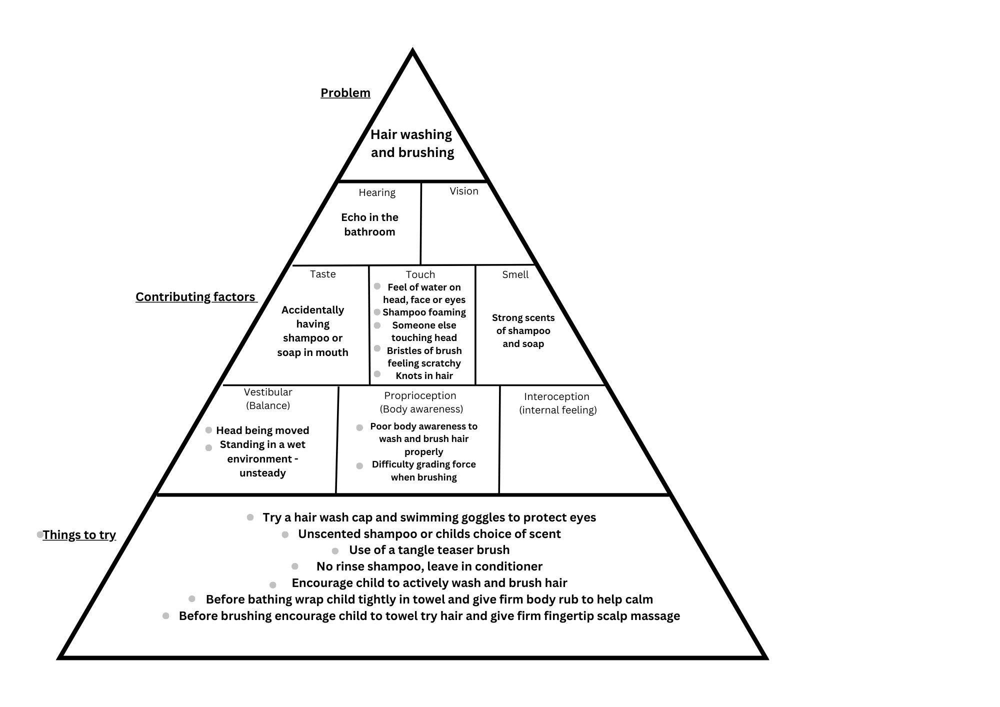 Problem
Hair washing
and brushing
Hearing
Vision
Echo in the
bathroom
Contributing factors
Taste
Touch
Smell
Accidentally
having
shampoo or
soap in mouth
Feel of water on
head, face or eyes
Shampoo foaming
Someone else
touching head
Bristles of brush
feeling scratchy
Knots in hair
Strong scents
of shampoo
and soap
Vestibular
(Balance)
Head being moved
Standing in a wet
environment -
unsteady
Proprioception
(Body awareness)
Poor body awareness to
wash and brush hair
properly
Difficulty grading force
when brushing
Interoception
(internal feeling)
Things to try
Try a hair wash cap and swimming goggles to protect eyes
Unscented shampoo or childs choice of scent
Use of a tangle teaser brush
No rinse shampoo, leave in conditioner
Encourage child to actively wash and brush hair
Before bathing wrap child tightly in towel and give firm body rub to help calm
Before brushing encourage child to towel try hair and give firm fingertip scalp massage